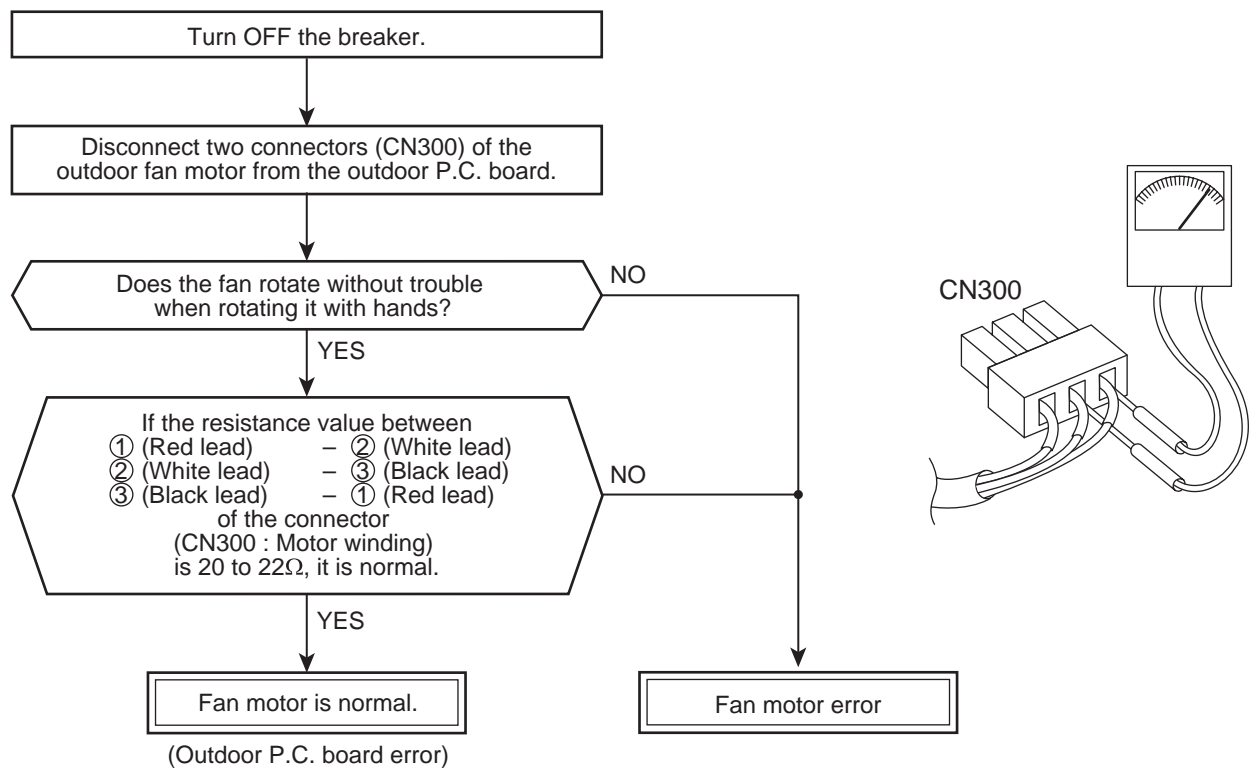 Turn OFF the breaker.
Disconnect two connectors (CN300) of the
outdoor fan motor from the outdoor P.C. board.
Does the fan rotate without trouble
when rotating it with hands?
NO
YES
If the resistance value between
① (Red lead) – ② (White lead)
② (White lead) – ③ (Black lead)
③ (Black lead) – ① (Red lead)
of the connector
(CN300 : Motor winding)
is 20 to 22Ω, it is normal.
NO
YES
Fan motor is normal.
(Outdoor P.C. board error)
Fan motor error
CN300